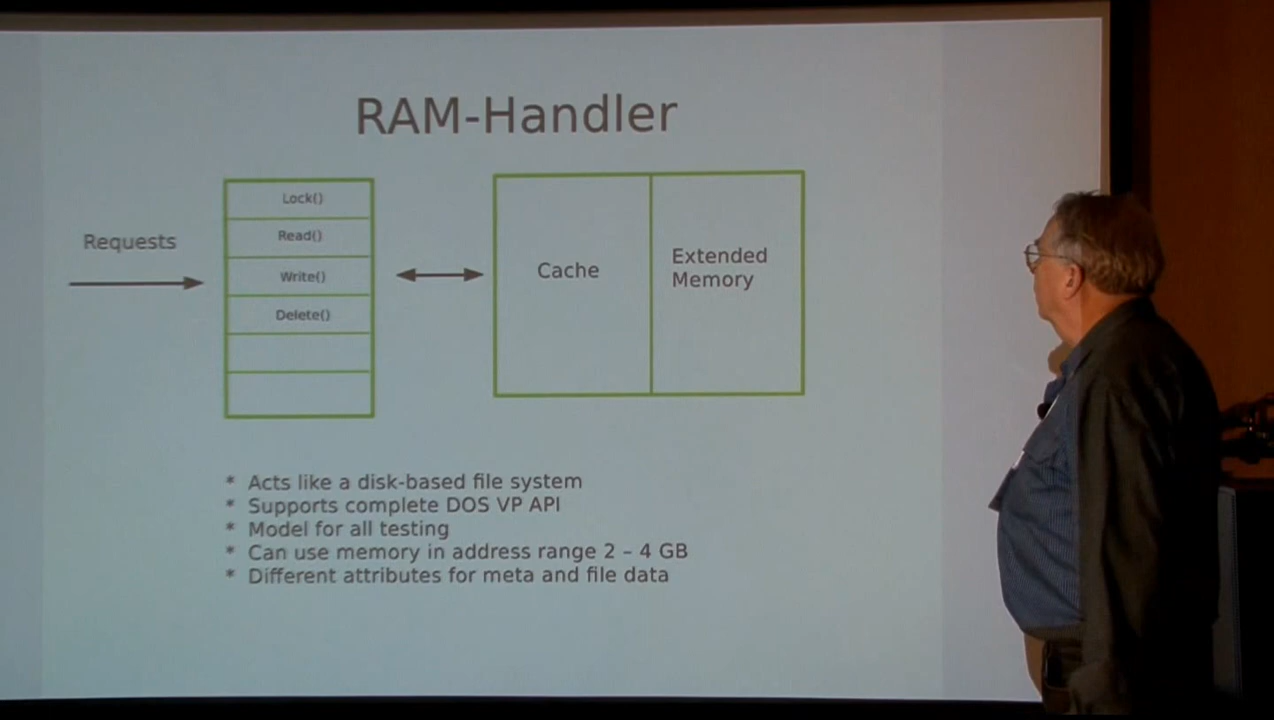 RAM-Handler
Requests
Lock()
Read()
Write()
Delete()
Cache
Extended
Memory
* Acts like a disk-based file system
* Supports complete DOS VP API
* Model for all testing
* Can use memory in address range 2 – 4 GB
* Different attributes for meta and file data